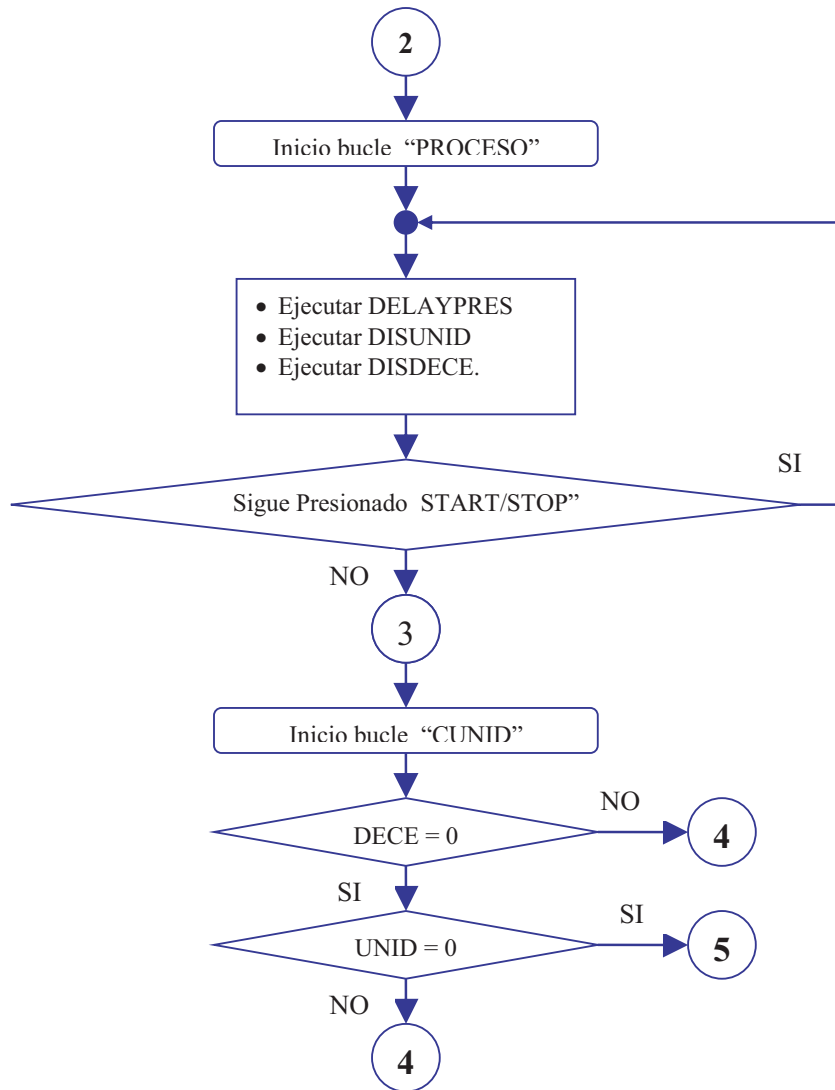 2
Inicio bucle “PROCESO”
• Ejecutar DELAYPRES
• Ejecutar DISUNID
• Ejecutar DISDECE.
SI
Sigue Presionado START/STOP”
NO
3
Inicio bucle “CUNID”
NO
DECE = 0
4
SI
SI
UNID = 0
5
NO
4